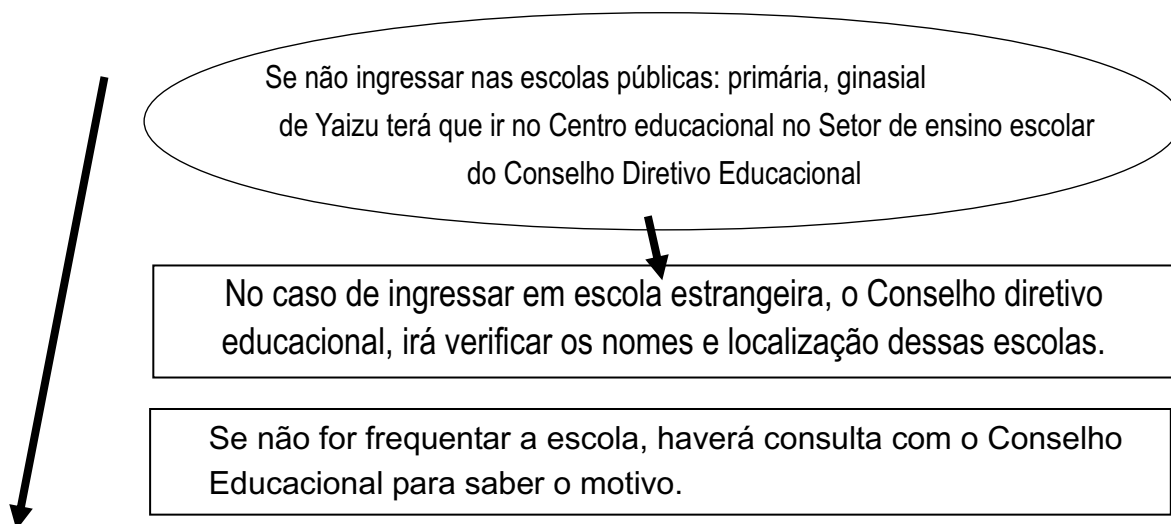 Se não ingressar nas escolas públicas: primária, ginasial
de Yaizu terá que ir no Centro educacional no Setor de ensino escolar
do Conselho Diretivo Educacional
No caso de ingressar em escola estrangeira, o Conselho diretivo
educacional, irá verificar os nomes e localização dessas escolas.
Se não for frequentar a escola, haverá consulta com o Conselho
Educacional para saber o motivo.